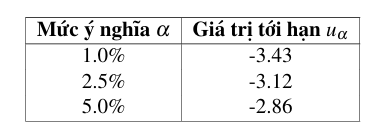 Mức ý nghĩa α Giá trị tới hạn uα
1.0% -3.43
2.5% -3.12
5.0% -2.86